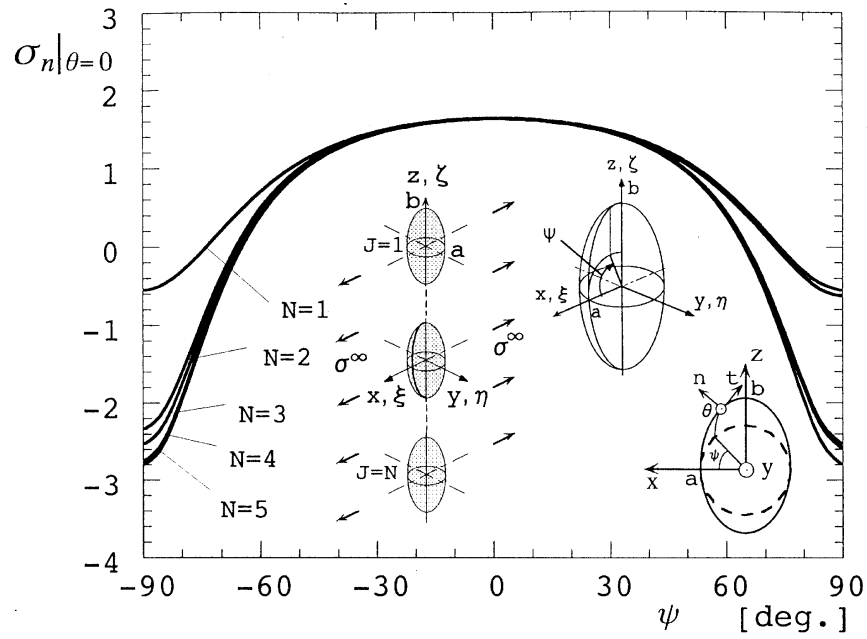 σₙ|θ=0
3
2
1
0
-1
-2
-3
-4
-90
-60
-30
0
30
60
90
ψ [deg.]
N=1
N=2
N=3
N=4
N=5
z, ζ
b
J=1
a
σ∞
σ∞
x, ξ
y, η
J=N
z, ζ
b
ψ
x, ξ
a
y, η
z
n
t
b
θ
ψ
x
a
y